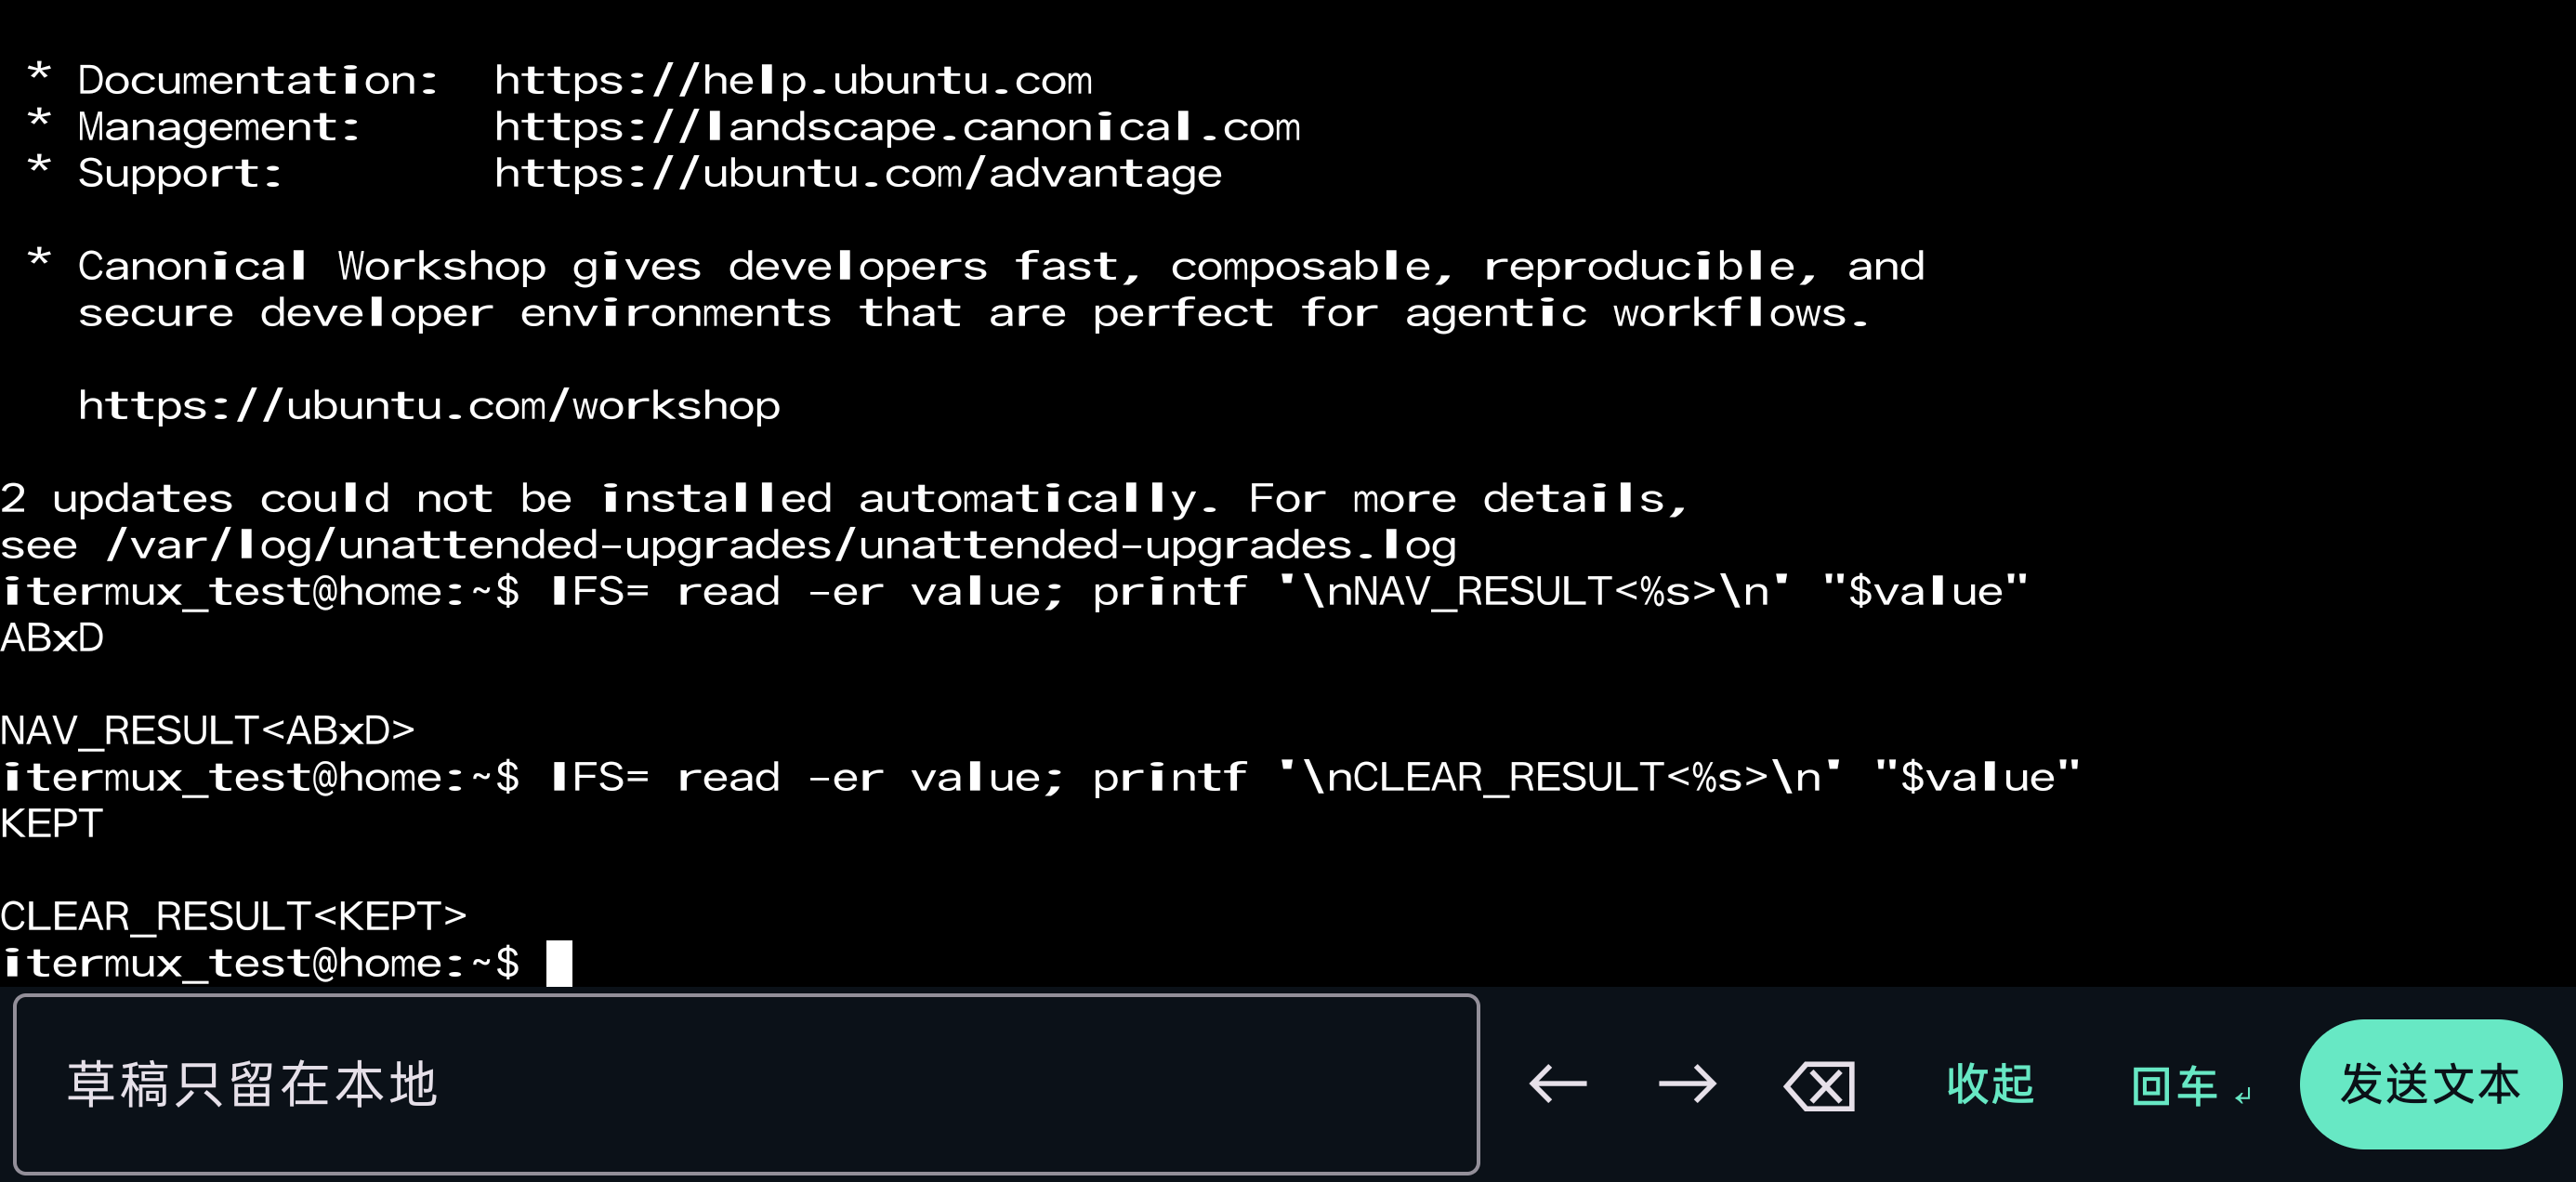 * Documentation:  https://help.ubuntu.com
* Management:     https://landscape.canonical.com
* Support:        https://ubuntu.com/advantage
* Canonical Workshop gives developers fast, composable, reproducible, and
secure developer environments that are perfect for agentic workflows.
https://ubuntu.com/workshop
2 updates could not be installed automatically. For more details,
see /var/log/unattended-upgrades/unattended-upgrades.log
itermux_test@home:~$ IFS= read -er value; printf '\nNAV_RESULT<%s>\n' "$value"
ABxD
NAV_RESULT<ABxD>
itermux_test@home:~$ IFS= read -er value; printf '\nCLEAR_RESULT<%s>\n' "$value"
KEPT
CLEAR_RESULT<KEPT>
itermux_test@home:~$
草稿只留在本地 ← → 收起 回车 ↵ 发送文本